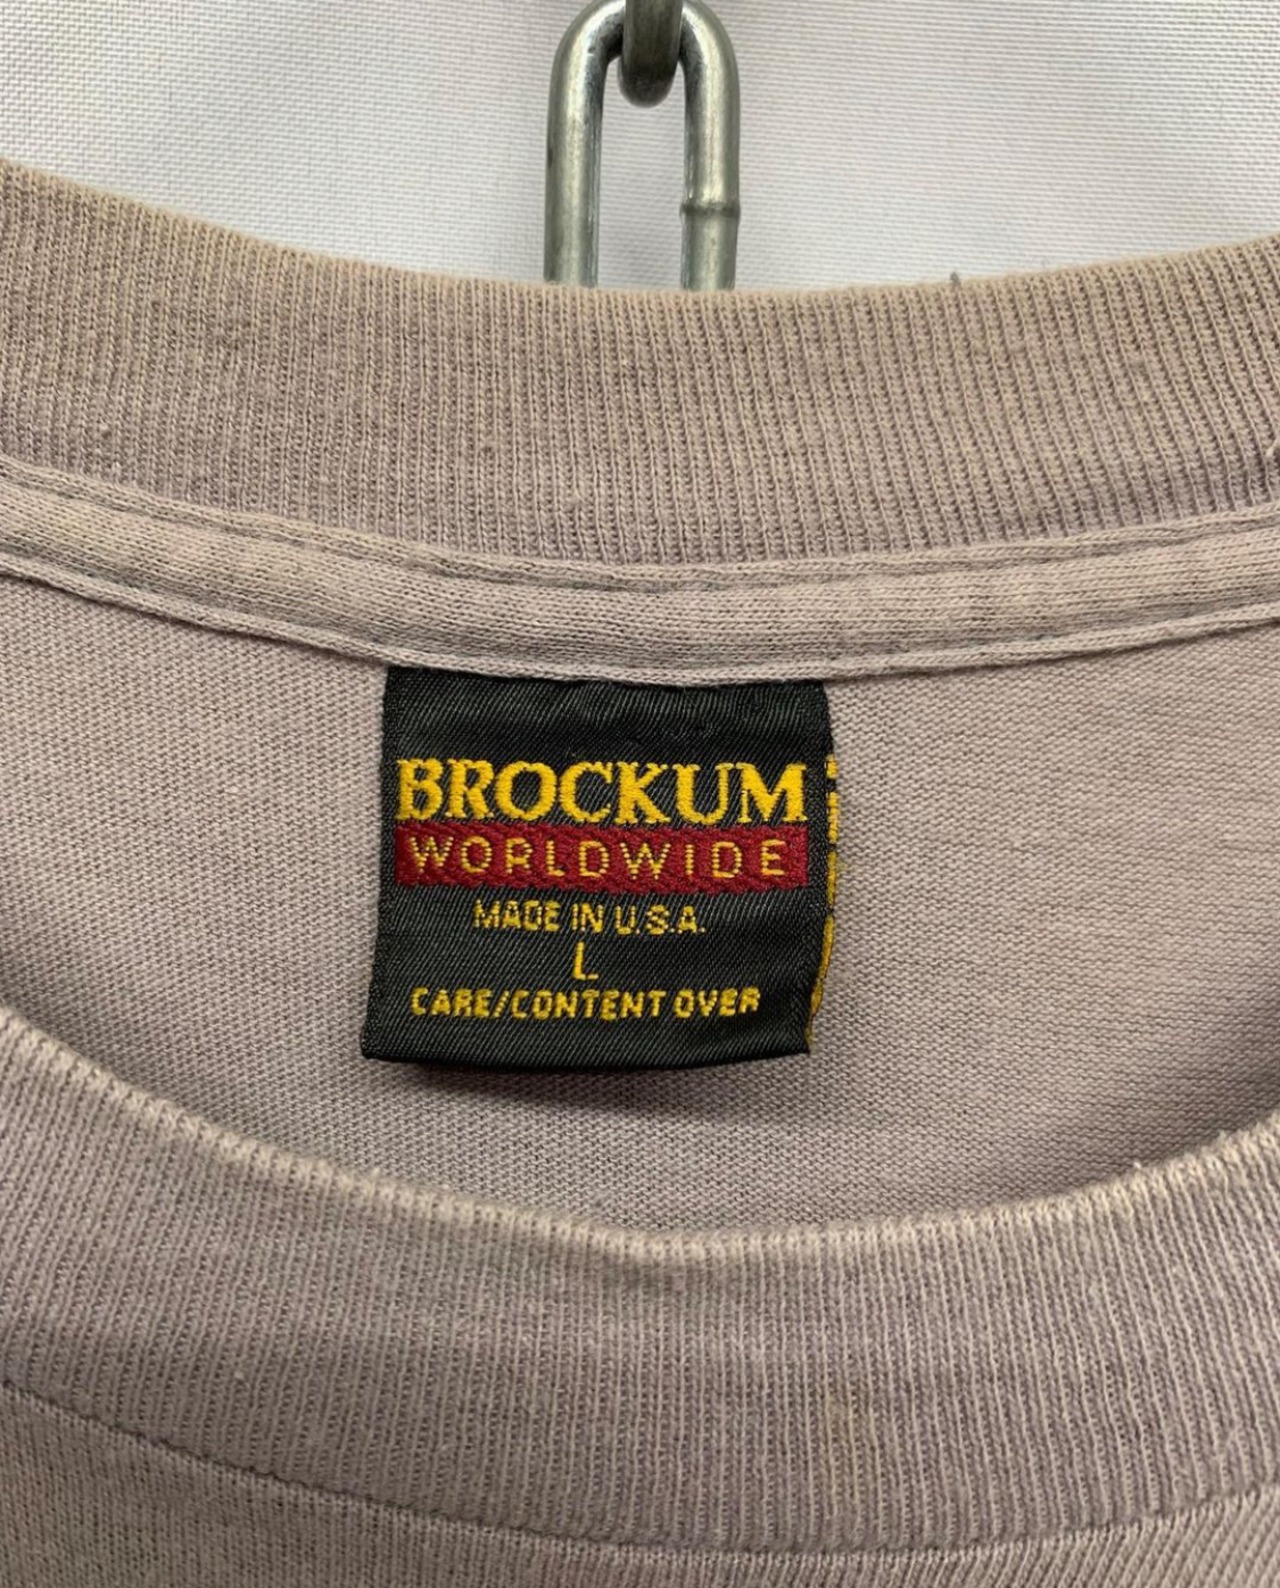 BROCKUM
WORLDWIDE
MADE IN U.S.A.
L
CARE/CONTENT OVER